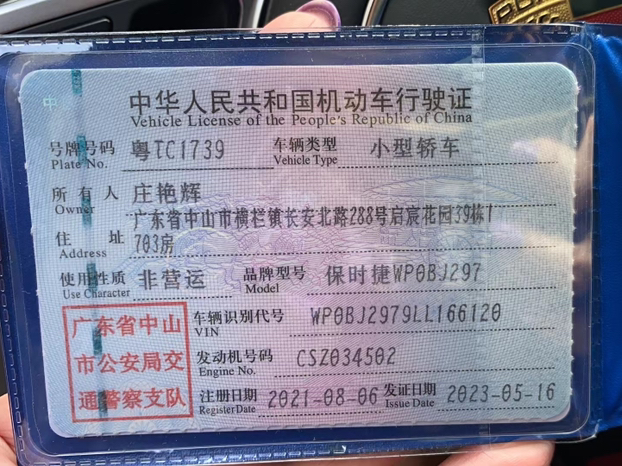 中华人民共和国机动车行驶证
Vehicle License of the People's Republic of China
号牌号码 粤TC1739 车辆类型 小型轿车
Plate No. Vehicle Type
所有人 庄艳辉
Owner
广东省中山市横栏镇长安北路288号启宸花园39栋1
住址 703房
Address
使用性质 非营运 品牌型号 保时捷WP0BJ297
Use Character Model
广东省中山
市公安局交
通警察支队
车辆识别代号 WP0BJ2979LL166120
VIN
发动机号码 CSZ034502
Engine No.
注册日期 2021-08-06 发证日期 2023-05-16
Register Date Issue Date